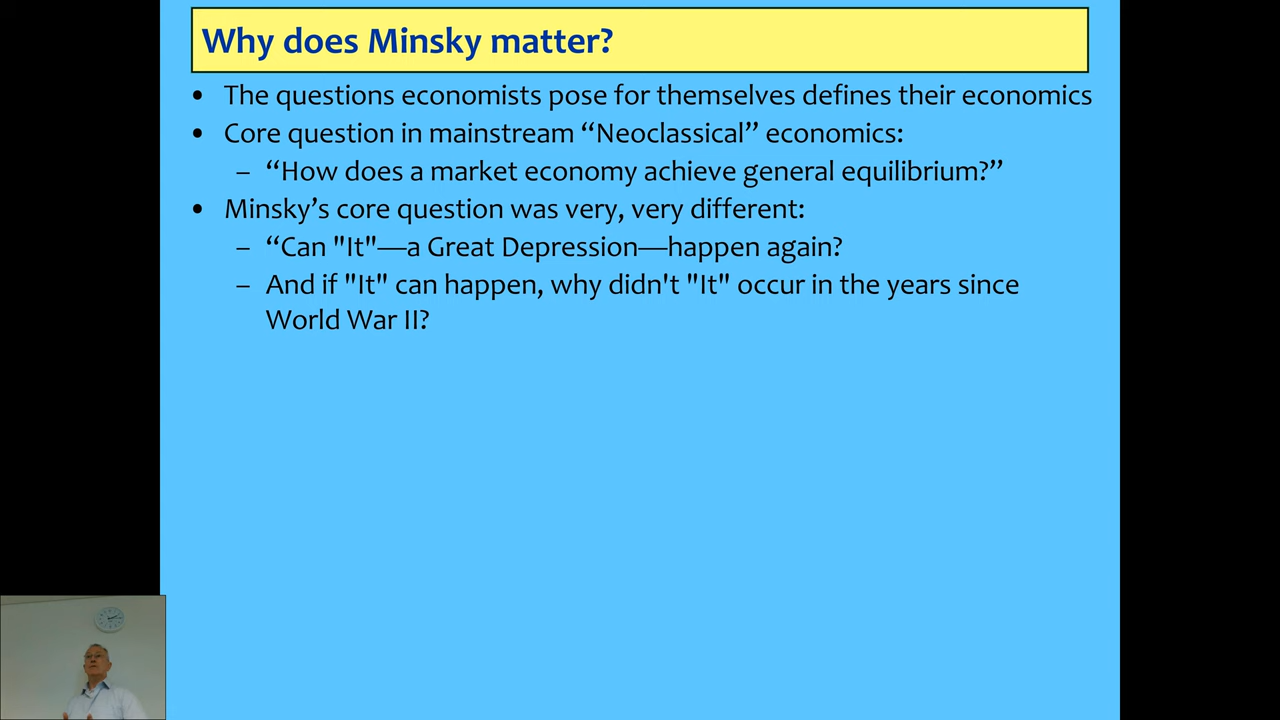 Why does Minsky matter?
• The questions economists pose for themselves defines their economics
• Core question in mainstream “Neoclassical” economics:
– “How does a market economy achieve general equilibrium?”
• Minsky’s core question was very, very different:
– “Can "It"—a Great Depression—happen again?
– And if "It" can happen, why didn't "It" occur in the years since
World War II?